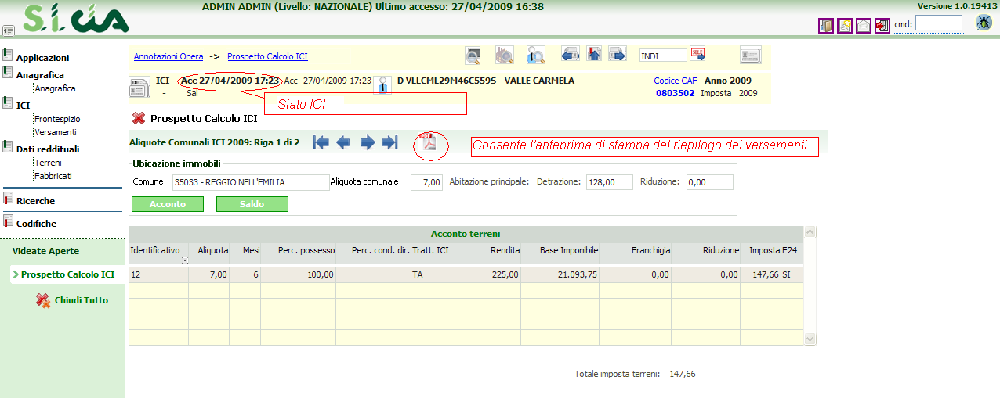 S.I. CIA
ADMIN ADMIN (Livello: NAZIONALE) Ultimo accesso: 27/04/2009 16:38
Versione 1.0.19413
cmd:
Applicazioni
Anagrafica
Anagrafica
ICI
Frontespizio
Versamenti
Dati reddituali
Terreni
Fabbricati
Ricerche
Codifiche
Videate Aperte
Prospetto Calcolo ICI
Chiudi Tutto
Annotazioni Opera -> Prospetto Calcolo ICI
INDI
SELE
DIC ICI Acc 27/04/2009 17:23 Acc 27/04/2009 17:23 D VLLCML29M46C559S - VALLE CARMELA Codice CAF Anno 2009
- Sal 0803502 Imposta 2009
Stato ICI
Prospetto Calcolo ICI
Aliquote Comunali ICI 2009: Riga 1 di 2
PDF
Consente l'anteprima di stampa del riepilogo dei versamenti
Ubicazione immobili
Comune 35033 - REGGIO NELL'EMILIA Aliquota comunale 7,00 Abitazione principale: Detrazione: 128,00 Riduzione: 0,00
Acconto Saldo
Acconto terreni
Identificativo Aliquota Mesi Perc. possesso Perc. cond. dir. Tratt. ICI Rendita Base Imponibile Franchigia Riduzione Imposta F24
12 7,00 6 100,00 TA 225,00 21.093,75 0,00 0,00 147,66 SI
Totale imposta terreni: 147,66